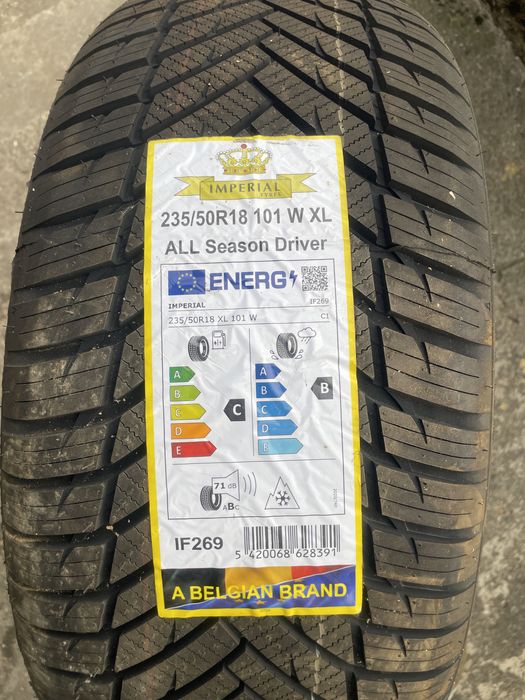 IMPERIAL
TYRES
235/50R18 101 W XL
ALL Season Driver
ENERG
IMPERIAL
IF269
235/50R18 XL 101 W
C1
A
B
C
D
E
C
A
B
C
D
E
B
71 dB
ABC
IF269
5 420068 628391
A BELGIAN BRAND